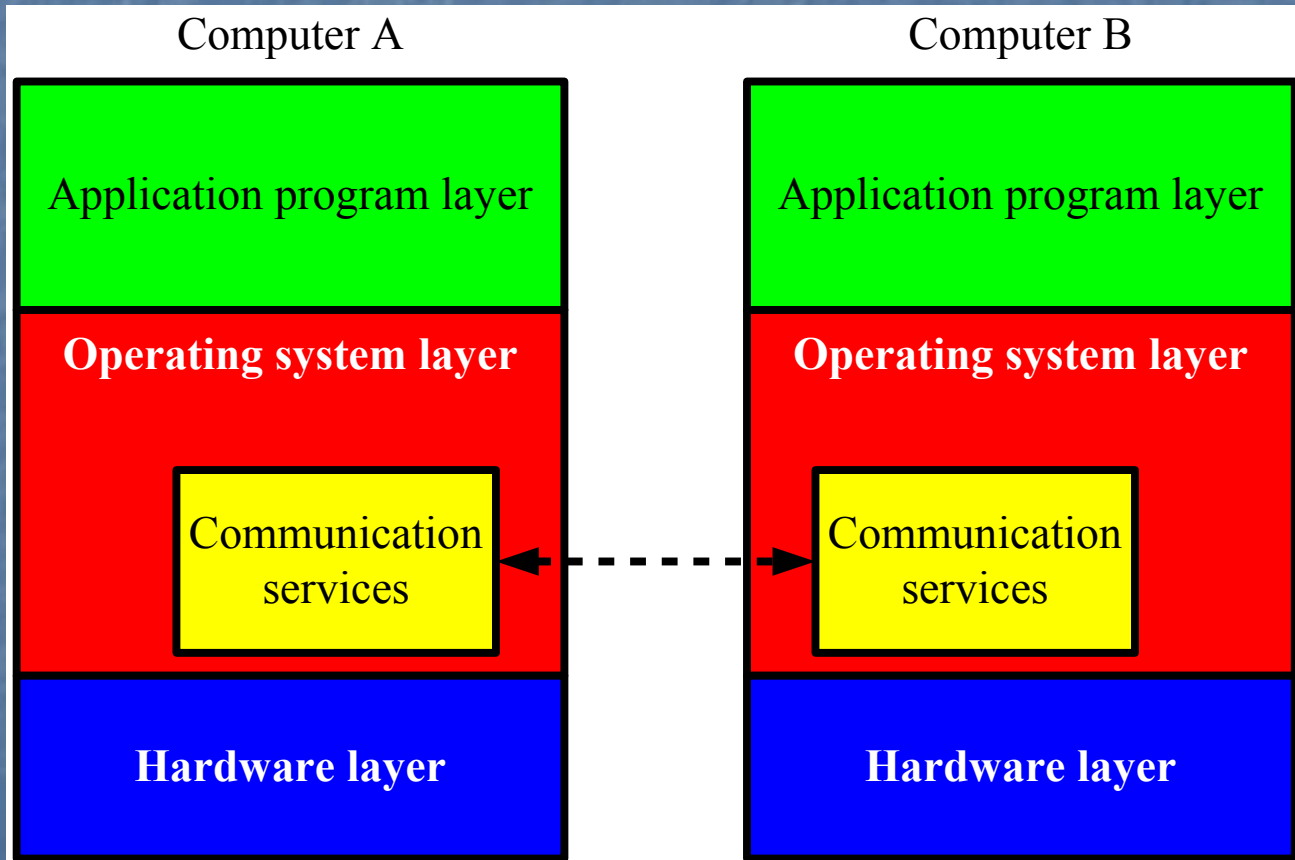 Computer A
Application program layer
Operating system layer
Communication
services
Hardware layer
Computer B
Application program layer
Operating system layer
Communication
services
Hardware layer